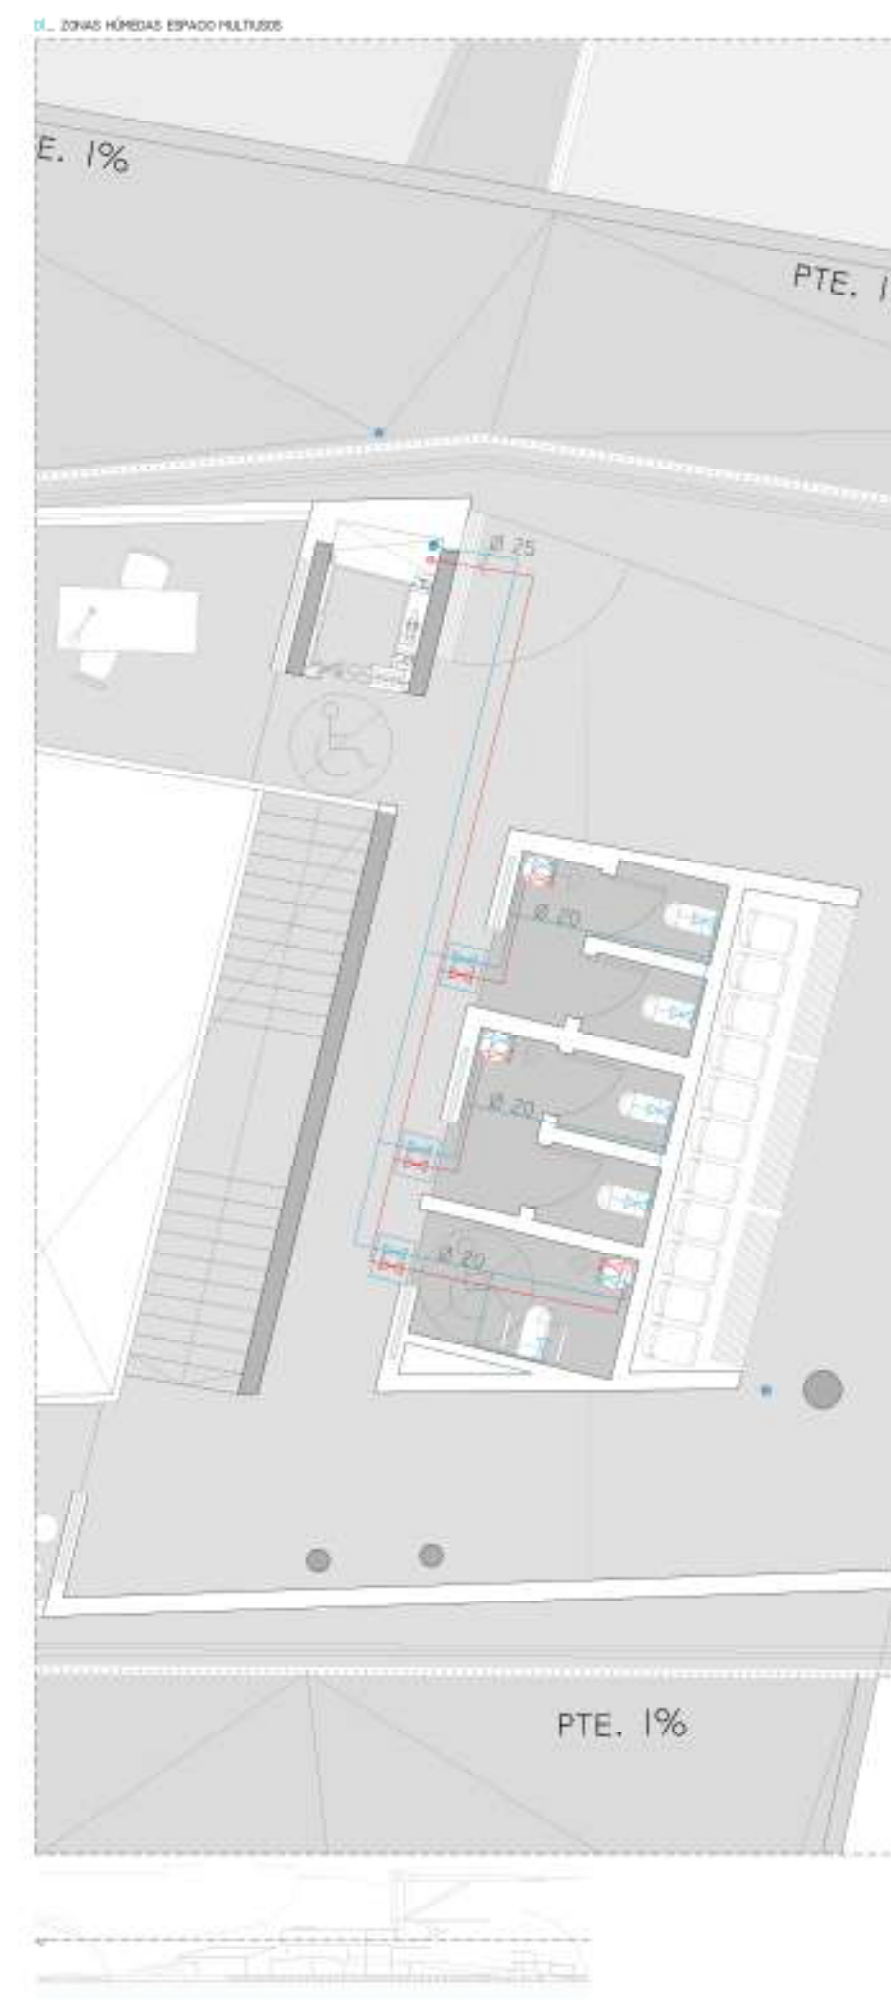 ZONAS HÚMEDAS ESPACIO MULTIUSOS
E. 1%
PTE. 1
Ø 25
Ø 20
Ø 20
Ø 20
PTE. 1%